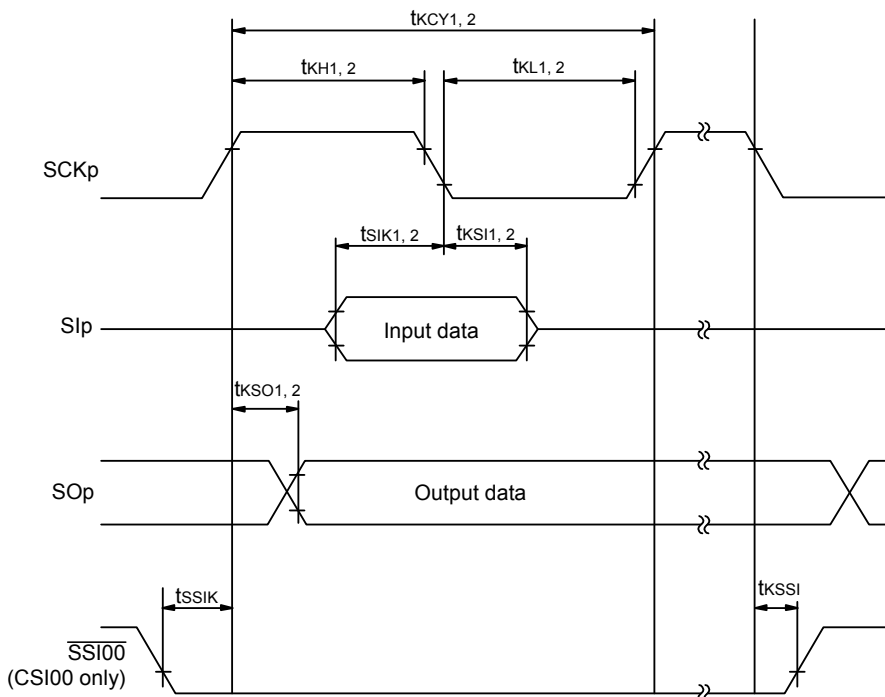 tKCY1, 2
tKH1, 2
tKL1, 2
SCKp
tSIK1, 2
tKSI1, 2
SIp
Input data
tKSO1, 2
SOp
Output data
tSSIK
tKSSI
SSI00
(CSI00 only)